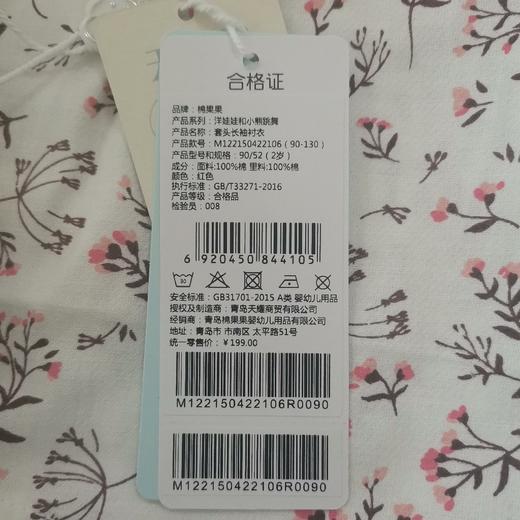 合格证
品牌：棉果果
产品系列：洋娃娃和小熊跳舞
产品名称：套头长袖衬衣
产品款号：M122150422106（90-130）
产品型号和规格：90/52（2岁）
成分：面料:100%棉 里料:100%棉
颜色：红色
执行标准：GB/T33271-2016
产品等级：合格品
检验员：008
6 920450 844105
安全标准：GB31701-2015 A类 婴幼儿用品
授权及制造商：青岛天耀商贸有限公司
经销商：青岛棉果果婴幼儿用品有限公司
地址：青岛市 市南区 太平路51号
统一零售价：¥199.00
M122150422106R0090
M122150422106R0090